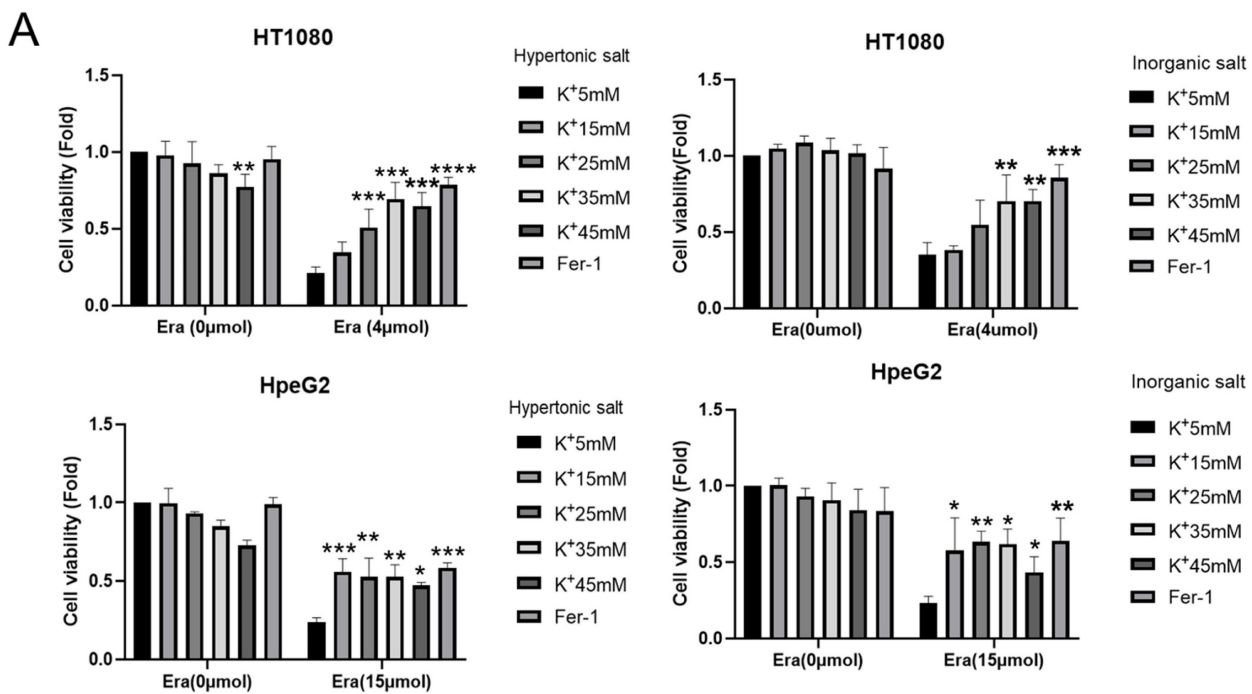 A
HT1080
Cell viability (Fold)
1.5
1.0
0.5
0.0
**
***
***
***
****
Era (0μmol)
Era (4μmol)
Hypertonic salt
K+5mM
K+15mM
K+25mM
K+35mM
K+45mM
Fer-1
HT1080
Cell viability(Fold)
1.5
1.0
0.5
0.0
**
**
***
Era(0umol)
Era(4umol)
Inorganic salt
K+5mM
K+15mM
K+25mM
K+35mM
K+45mM
Fer-1
HpeG2
Cell viability (Fold)
1.5
1.0
0.5
0.0
***
**
**
*
***
Era(0μmol)
Era(15μmol)
Hypertonic salt
K+5mM
K+15mM
K+25mM
K+35mM
K+45mM
Fer-1
HpeG2
Cell viability (Fold)
1.5
1.0
0.5
0.0
*
**
*
*
**
Era(0μmol)
Era(15μmol)
Inorganic salt
K+5mM
K+15mM
K+25mM
K+35mM
K+45mM
Fer-1